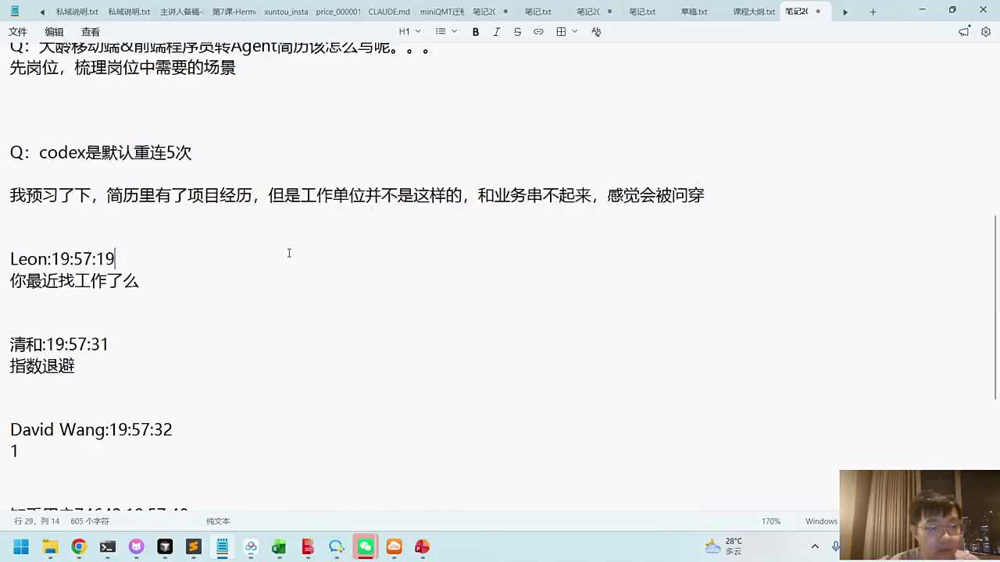 私域说明.txt
私域说明.txt
主讲人备稿-
第7课-Herm
xuntou_insta
price_000001
CLAUDE.md
miniQMT迁移
笔记20
笔记.txt
笔记20
笔记.txt
草稿.txt
课程大纲.txt
笔记20
文件 编辑 查看 H1 B I S
Q：大龄移动端&前端程序员转Agent简历该怎么写呢。。。
先岗位，梳理岗位中需要的场景
Q：codex是默认重连5次
我预习了下，简历里有了项目经历，但是工作单位并不是这样的，和业务串不起来，感觉会被问穿
Leon:19:57:19
你最近找工作了么
清和:19:57:31
指数退避
David Wang:19:57:32
1
行 29，列 14 605 个字符 纯文本 170% Windows
28°C
多云